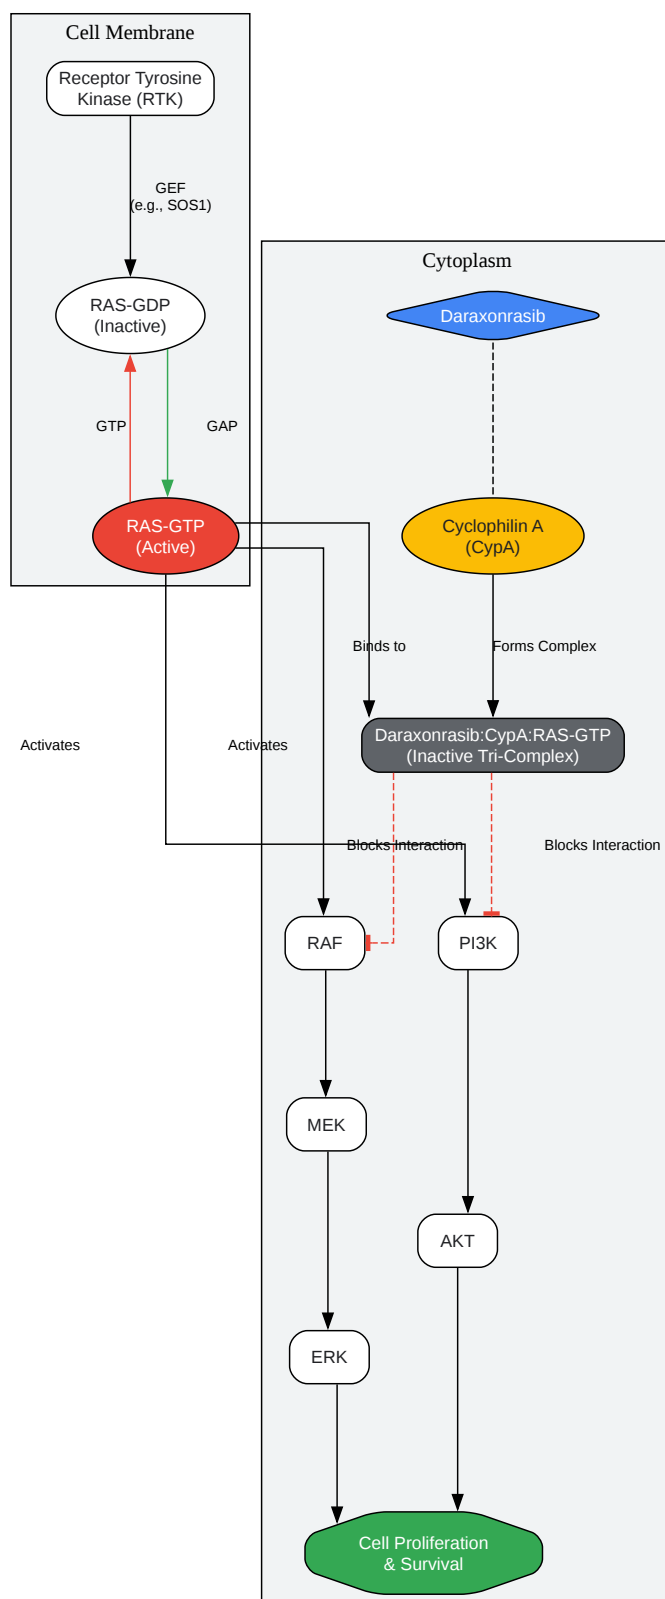 Cell Membrane
Receptor Tyrosine
Kinase (RTK)
GEF
(e.g., SOS1)
Cytoplasm
RAS-GDP
(Inactive)
Daraxonrasib
GTP
GAP
RAS-GTP
(Active)
Cyclophilin A
(CypA)
Binds to
Forms Complex
Daraxonrasib:CypA:RAS-GTP
(Inactive Tri-Complex)
Activates
Activates
Blocks Interaction
Blocks Interaction
RAF
PI3K
MEK
AKT
ERK
Cell Proliferation
& Survival